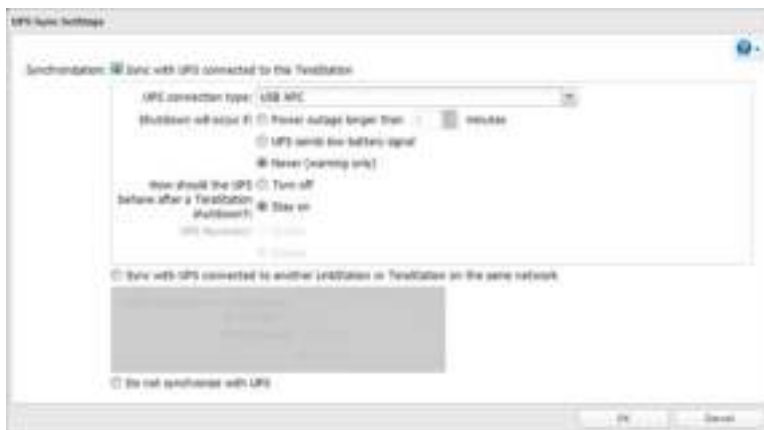 UPS Sync Settings
Synchronization: Sync with UPS connected to this TeraStation
UPS connection type: USB APC
Shutdown will occur if: Power outage longer than minutes
UPS sends low battery signal
Never (warning only)
How should the UPS behave after a TeraStation shutdown?: Turn off
Stay on
UPS Recovery:
Sync with UPS connected to another LinkStation or TeraStation on the same network
Do not synchronize with UPS
OK Cancel